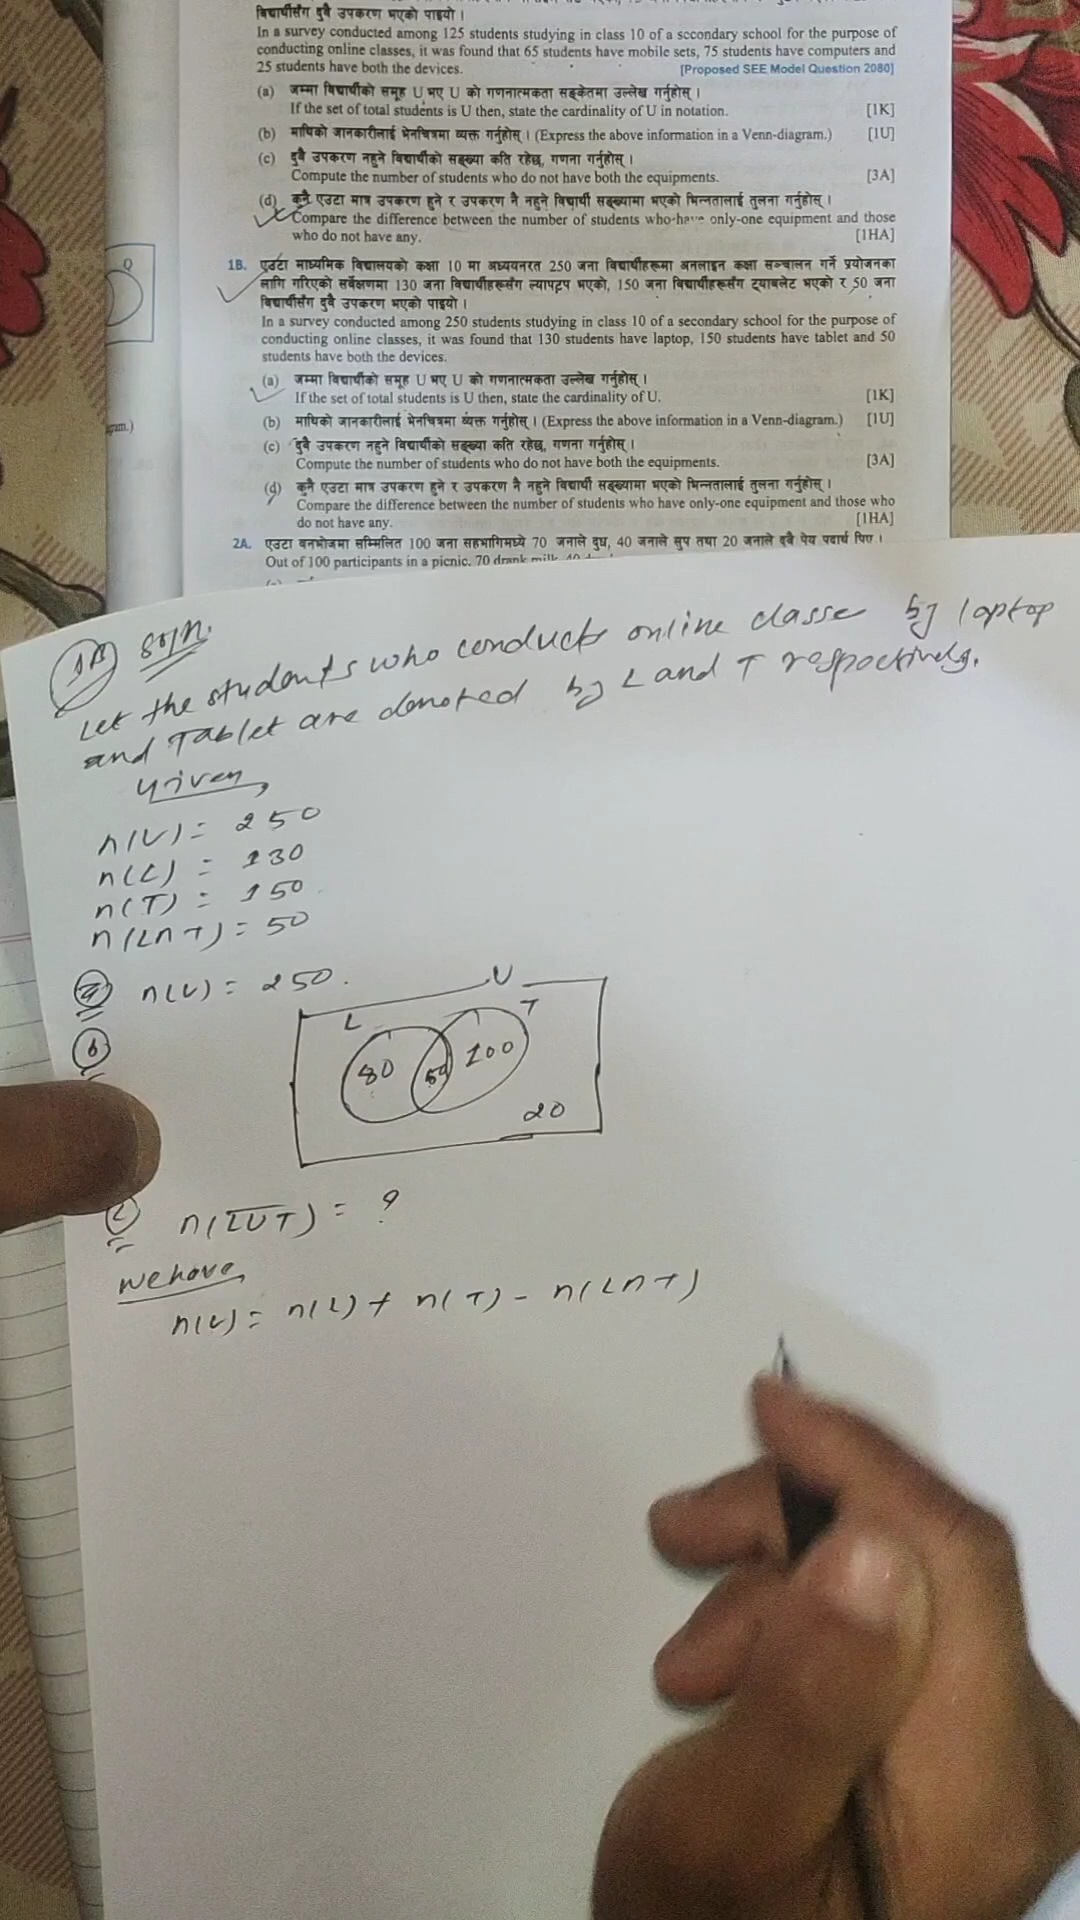 विद्यार्थीसँग दुवै उपकरण भएको पाइयो ।
In a survey conducted among 125 students studying in class 10 of a secondary school for the purpose of
conducting online classes, it was found that 65 students have mobile sets, 75 students have computers and
25 students have both the devices. [Proposed SEE Model Question 2080]
(a) जम्मा विद्यार्थीको समूह U भए U को गणनात्मकता सङ्केतमा उल्लेख गर्नुहोस् ।
If the set of total students is U then, state the cardinality of U in notation. [1K]
(b) माथिको जानकारीलाई भेनचित्रमा व्यक्त गर्नुहोस् । (Express the above information in a Venn-diagram.) [1U]
(c) दुवै उपकरण नहुने विद्यार्थीको सङ्ख्या कति रहेछ, गणना गर्नुहोस् ।
Compute the number of students who do not have both the equipments. [3A]
(d) कुनै एउटा मात्र उपकरण हुने र उपकरण नै नहुने विद्यार्थी सङ्ख्यामा भएको भिन्नतालाई तुलना गर्नुहोस् ।
Compare the difference between the number of students who have only-one equipment and those
who do not have any. [1HA]
Q
1B. एउटा माध्यमिक विद्यालयको कक्षा 10 मा अध्ययनरत 250 जना विद्यार्थीहरूमा अनलाइन कक्षा सञ्चालन गर्ने प्रयोजनका
लागि गरिएको सर्वेक्षणमा 130 जना विद्यार्थीहरूसँग ल्यापटप भएको, 150 जना विद्यार्थीहरूसँग ट्याबलेट भएको र 50 जना
विद्यार्थीसँग दुवै उपकरण भएको पाइयो ।
In a survey conducted among 250 students studying in class 10 of a secondary school for the purpose of
conducting online classes, it was found that 130 students have laptop, 150 students have tablet and 50
students have both the devices.
(a) जम्मा विद्यार्थीको समूह U भए U को गणनात्मकता उल्लेख गर्नुहोस् ।
If the set of total students is U then, state the cardinality of U. [1K]
(b) माथिको जानकारीलाई भेनचित्रमा व्यक्त गर्नुहोस् । (Express the above information in a Venn-diagram.) [1U]
(c) दुवै उपकरण नहुने विद्यार्थीको सङ्ख्या कति रहेछ, गणना गर्नुहोस् ।
Compute the number of students who do not have both the equipments. [3A]
(d) कुनै एउटा मात्र उपकरण हुने र उपकरण नै नहुने विद्यार्थी सङ्ख्यामा भएको भिन्नतालाई तुलना गर्नुहोस् ।
Compare the difference between the number of students who have only-one equipment and those who
do not have any. [1HA]
2A. एउटा वनभोजमा सम्मिलित 100 जना सहभागिमध्ये 70 जनाले दुध, 40 जनाले सुप तथा 20 जनाले दुवै पेय पदार्थ पिए ।
Out of 100 participants in a picnic, 70 drank milk, 40
1B soln.
Let the students who conducts online classe by laptop
and Tablet are denoted by L and T respectively.
Given,
n(U) = 250
n(L) = 130
n(T) = 150
n(L∩T) = 50
(a) n(U) = 250.
(b)
U
L T
80 50 100
20
(c) n(\overline{L∪T}) = ?
We have,
n(U) = n(L) + n(T) - n(L∩T)